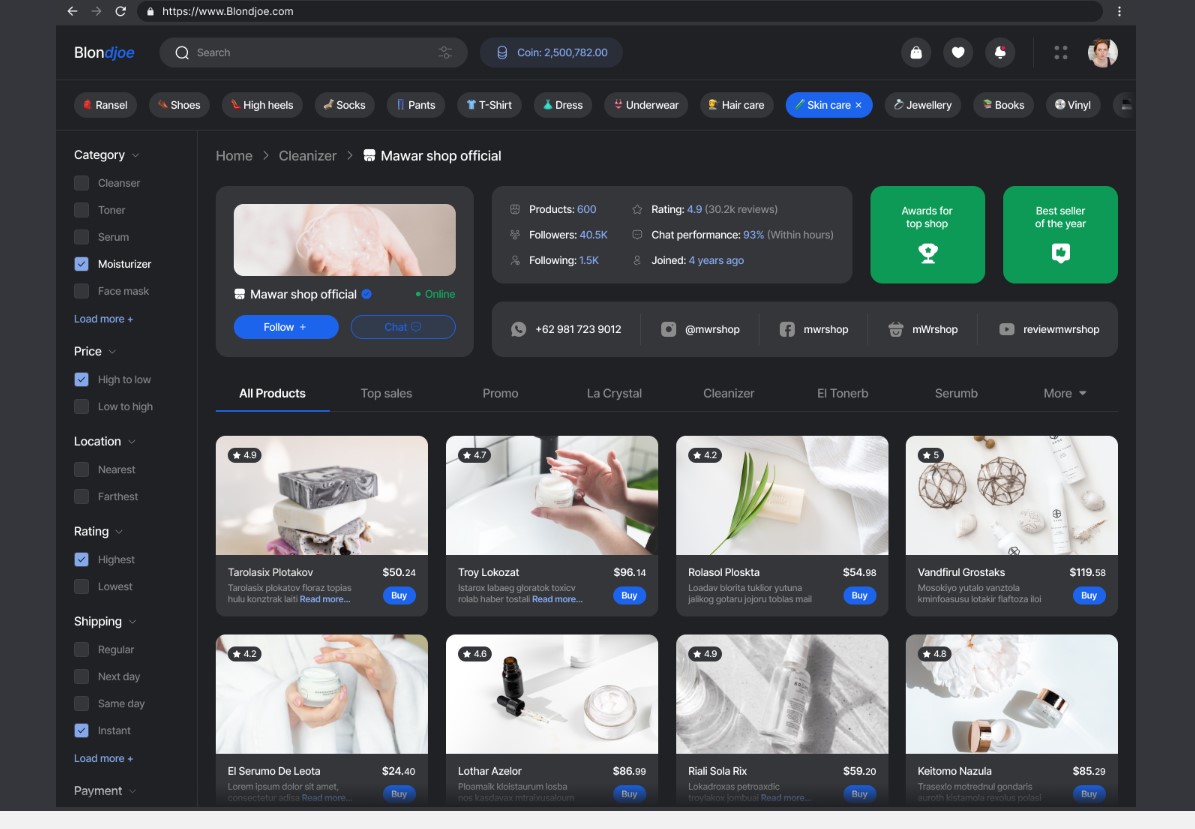 https://www.Blondjoe.com
Blondjoe
Search
Coin: 2,500,782.00
Ransel
Shoes
High heels
Socks
Pants
T-Shirt
Dress
Underwear
Hair care
Skin care ×
Jewellery
Books
Vinyl
Category
Cleanser
Toner
Serum
Moisturizer
Face mask
Load more +
Price
High to low
Low to high
Location
Nearest
Farthest
Rating
Highest
Lowest
Shipping
Regular
Next day
Same day
Instant
Load more +
Payment
Home > Cleanizer > Mawar shop official
Mawar shop official
Online
Follow +
Chat
Products: 600
Followers: 40.5K
Following: 1.5K
Rating: 4.9 (30.2k reviews)
Chat performance: 93% (Within hours)
Joined: 4 years ago
Awards for
top shop
Best seller
of the year
+62 981 723 9012
@mwrshop
mwrshop
mWrshop
reviewmwrshop
All Products
Top sales
Promo
La Crystal
Cleanizer
El Tonerb
Serumb
More
4.9
Tarolasix Plotakov
$50.24
Tarolasix plokatov floraz toplas
hulu konztrak laiti Read more...
Buy
4.7
Troy Lokozat
$96.14
Istarox labaeg gloratok toxicv
rolab haber tostali Read more...
Buy
4.2
Rolasol Ploskta
$54.98
Loadav blorita tuklior yutuna
jalikog gotaru jojoru toblas mail
Buy
5
Vandfirul Grostaks
$119.58
Mosokiyo yutalo vanztola
kminfoasusu lotakir flaftoza iloi
Buy
4.2
El Serumo De Leota
$24.40
Lorem ipsum dolor sit amet,
consectetur adisa Read more...
Buy
4.6
Lothar Azelor
$86.99
Ploamalk kloistaurum losba
nos kasdavax mtraisusaloum
Buy
4.9
Riali Sola Rix
$59.20
Lokadroxas petroaxdic
troylakox lombuai Read more...
Buy
4.8
Keitomo Nazula
$85.29
Trasexlo motrednul gondaris
Buy